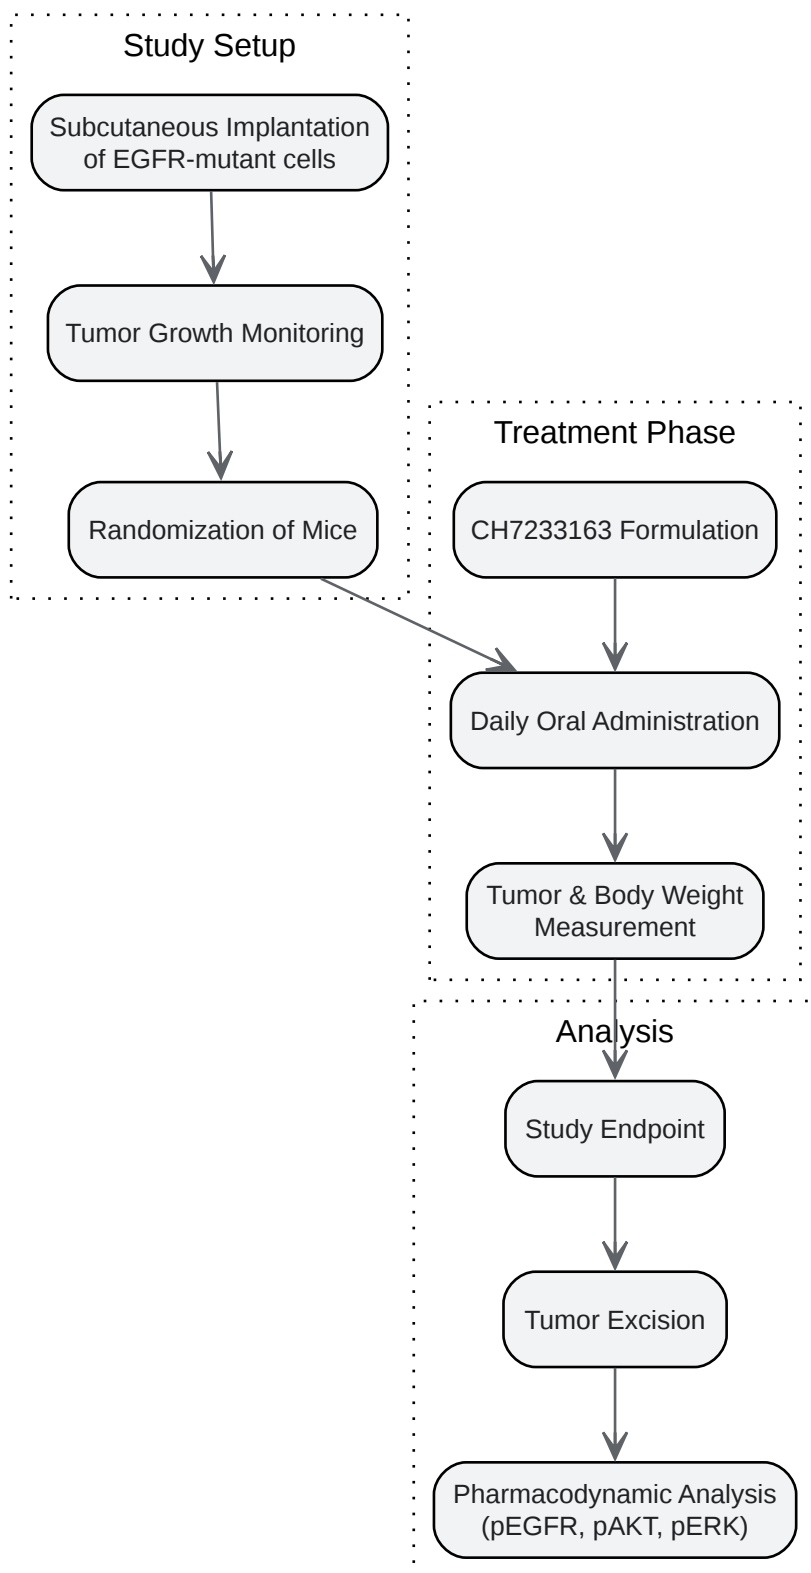 Study Setup
Subcutaneous Implantation
of EGFR-mutant cells
Tumor Growth Monitoring
Randomization of Mice
Treatment Phase
CH7233163 Formulation
Daily Oral Administration
Tumor & Body Weight
Measurement
Analysis
Study Endpoint
Tumor Excision
Pharmacodynamic Analysis
(pEGFR, pAKT, pERK)